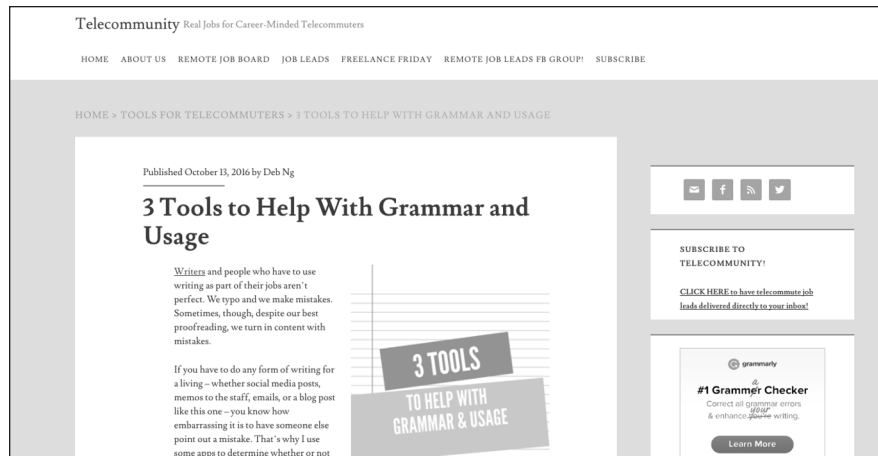 Telecommunity Real Jobs for Career-Minded Telecommuters
HOME ABOUT US REMOTE JOB BOARD JOB LEADS FREELANCE FRIDAY REMOTE JOB LEADS FB GROUP! SUBSCRIBE
HOME > TOOLS FOR TELECOMMUTERS > 3 TOOLS TO HELP WITH GRAMMAR AND USAGE
Published October 13, 2016 by Deb Ng
3 Tools to Help With Grammar and
Usage
Writers and people who have to use
writing as part of their jobs aren't
perfect. We typo and we make mistakes.
Sometimes, though, despite our best
proofreading, we turn in content with
mistakes.
If you have to do any form of writing for
a living – whether social media posts,
memos to the staff, emails, or a blog post
like this one – you know how
embarrassing it is to have someone else
point out a mistake. That's why I use
some apps to determine whether or not
3 TOOLS
TO HELP WITH
GRAMMAR & USAGE
SUBSCRIBE TO
TELECOMMUNITY!
CLICK HERE to have telecommute job
leads delivered directly to your inbox!
grammarly
a
#1 Grammer Checker
Correct all grammar errors
your
& enhance you're writing.
Learn More